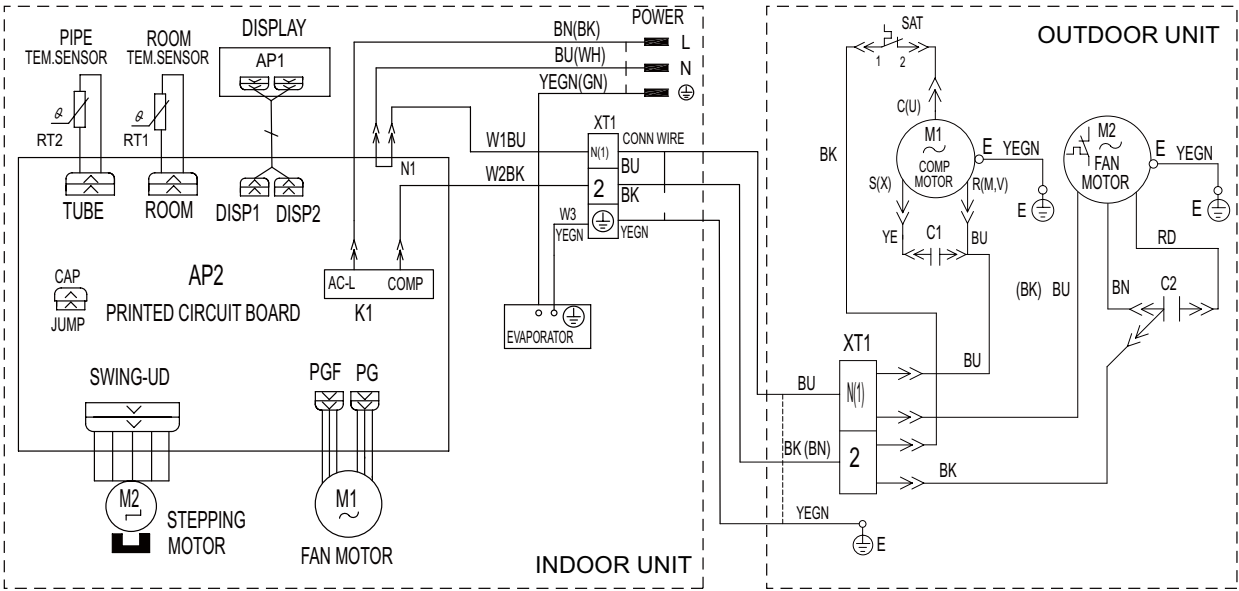 PIPE
TEM.SENSOR
ROOM
TEM.SENSOR
DISPLAY
AP1
RT2
RT1
TUBE
ROOM
DISP1
DISP2
N1
AP2
PRINTED CIRCUIT BOARD
CAP
JUMP
AC-L
COMP
K1
SWING-UD
PGF
PG
M2
STEPPING
MOTOR
M1
FAN MOTOR
INDOOR UNIT
POWER
BN(BK)
L
BU(WH)
N
YEGN(GN)
XT1
W1BU
N(1)
CONN WIRE
BU
W2BK
2
BK
W3
YEGN
YEGN
EVAPORATOR
OUTDOOR UNIT
SAT
1
2
BK
C(U)
M1
COMP
MOTOR
E
YEGN
E
S(X)
R(M,V)
YE
C1
BU
M2
FAN
MOTOR
E
YEGN
E
RD
(BK) BU
BN
C2
XT1
BU
BU
N(1)
BK (BN)
2
BK
YEGN
E